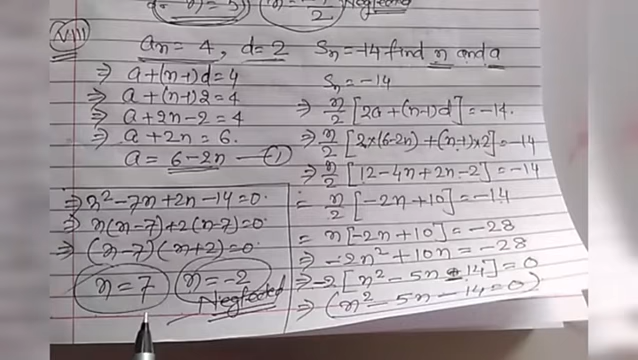 (viii) an = 4, d = 2 Sn = -14 find n and a
⇒ a+(n-1)d = 4
⇒ a+(n-1)2 = 4
⇒ a+2n-2 = 4
⇒ a+2n = 6.
a = 6-2n —①
Sn = -14
⇒ n/2 [2a+(n-1)d] = -14.
⇒ n/2 [2×(6-2n)+(n-1)×2] = -14
⇒ n/2 [12-4n+2n-2] = -14
= n/2 [-2n+10] = -14
= n[-2n+10] = -28
⇒ -2n²+10n = -28
⇒ -2[n²-5n-14] = 0
⇒ (n²-5n-14=0)
⇒ n²-7n+2n-14=0.
⇒ n(n-7)+2(n-7)=0.
⇒ (n-7)(n+2)=0.
n=7 n=-2
Neglected